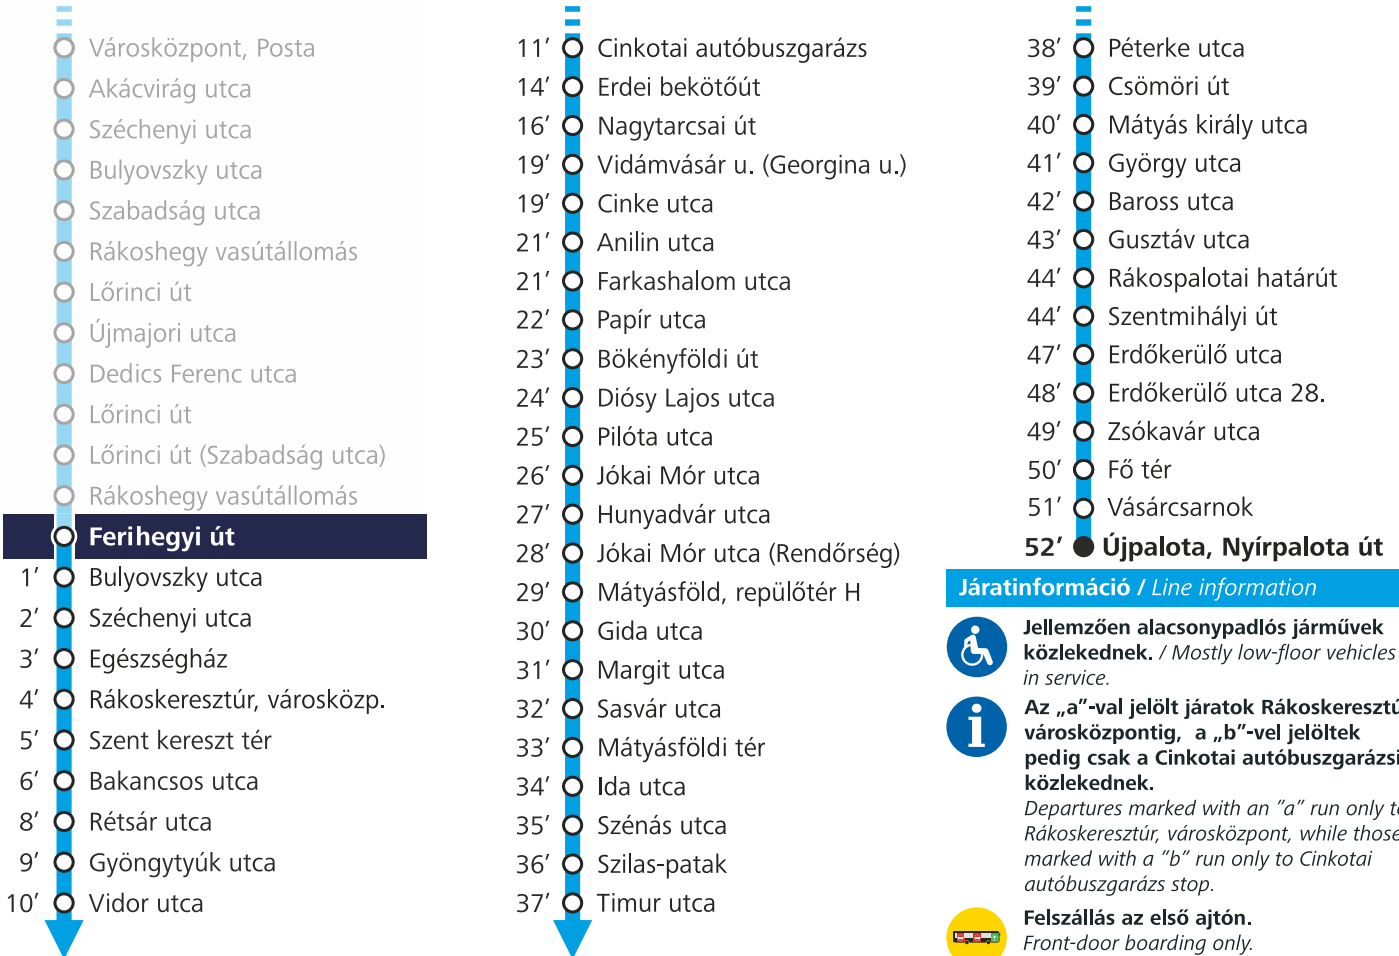 Városközpont, Posta
Akácvirág utca
Széchenyi utca
Bulyovszky utca
Szabadság utca
Rákoshegy vasútállomás
Lőrinci út
Újmajori utca
Dedics Ferenc utca
Lőrinci út
Lőrinci út (Szabadság utca)
Rákoshegy vasútállomás
Ferihegyi út
1' Bulyovszky utca
2' Széchenyi utca
3' Egészségház
4' Rákoskeresztúr, városközp.
5' Szent kereszt tér
6' Bakancsos utca
8' Rétsár utca
9' Gyöngytyúk utca
10' Vidor utca
11' Cinkotai autóbuszgarázs
14' Erdei bekötőút
16' Nagytarcsai út
19' Vidámvásár u. (Georgina u.)
19' Cinke utca
21' Anilin utca
21' Farkashalom utca
22' Papír utca
23' Bökényföldi út
24' Diósy Lajos utca
25' Pilóta utca
26' Jókai Mór utca
27' Hunyadvár utca
28' Jókai Mór utca (Rendőrség)
29' Mátyásföld, repülőtér H
30' Gida utca
31' Margit utca
32' Sasvár utca
33' Mátyásföldi tér
34' Ida utca
35' Szénás utca
36' Szilas-patak
37' Timur utca
38' Péterke utca
39' Csömöri út
40' Mátyás király utca
41' György utca
42' Baross utca
43' Gusztáv utca
44' Rákospalotai határút
44' Szentmihályi út
47' Erdőkerülő utca
48' Erdőkerülő utca 28.
49' Zsókavár utca
50' Fő tér
51' Vásárcsarnok
52' Újpalota, Nyírpalota út
Járatinformáció / Line information
Jellemzően alacsonypadlós járművek
közlekednek. / Mostly low-floor vehicles
in service.
Az „a”-val jelölt járatok Rákoskeresztú
városközpontig, a „b”-vel jelöltek
pedig csak a Cinkotai autóbuszgarázsi
közlekednek.
Departures marked with an "a" run only t
Rákoskeresztúr, városközpont, while those
marked with a "b" run only to Cinkotai
autóbuszgarázs stop.
Felszállás az első ajtón.
Front-door boarding only.